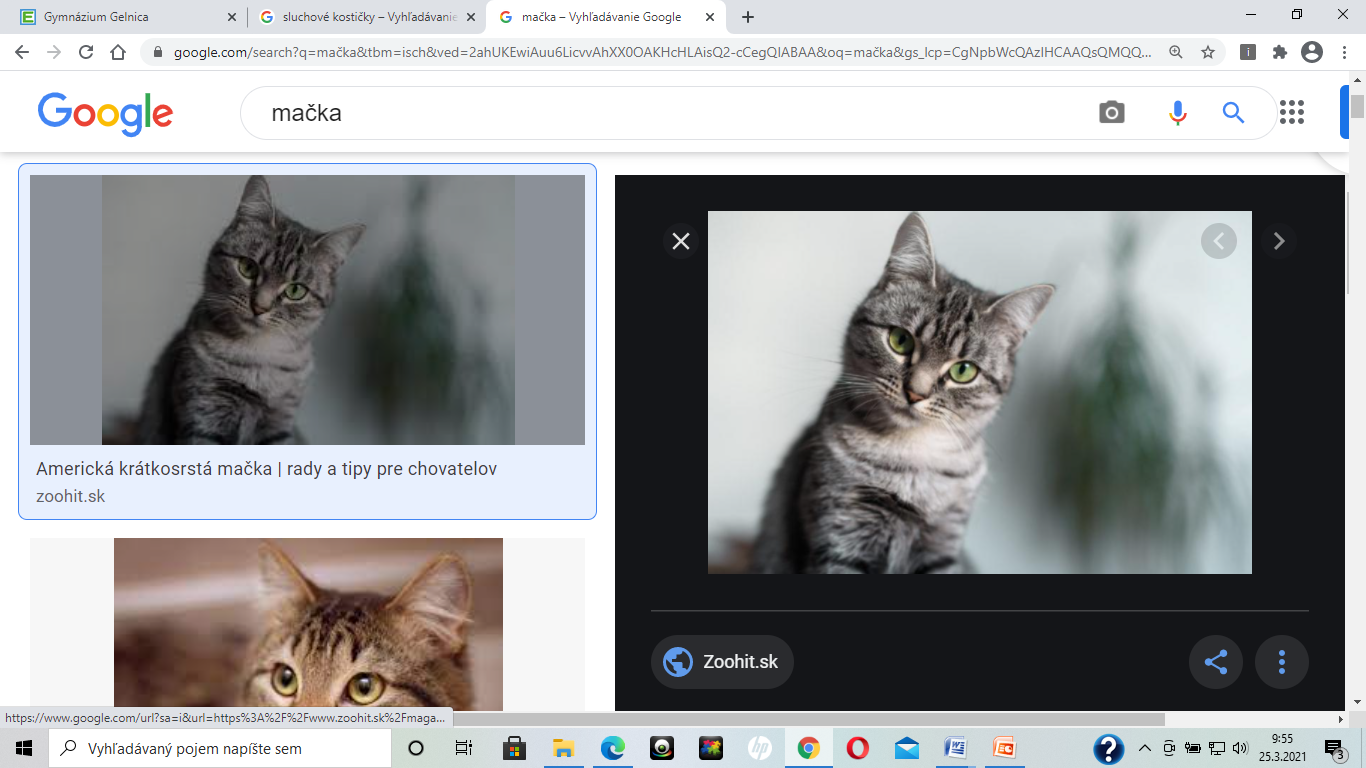 Gymnázium Gelnica
sluchové kostičky – Vyhľadávanie
mačka – Vyhľadávanie Google
google.com/search?q=mačka&tbm=isch&ved=2ahUKEwiAuu6LicvvAhXX0OAKHcHLAisQ2-cCegQIABAA&oq=mačka&gs_lcp=CgNpbWcQAzIHCAAQsQMQQ...
Google
mačka
Americká krátkosrstá mačka | rady a tipy pre chovatelov
zoohit.sk
Zoohit.sk
https://www.google.com/url?sa=i&url=https%3A%2F%2Fwww.zoohit.sk%2Fmaga...
Vyhľadávaný pojem napíšte sem
hp
9:55
25.3.2021
3